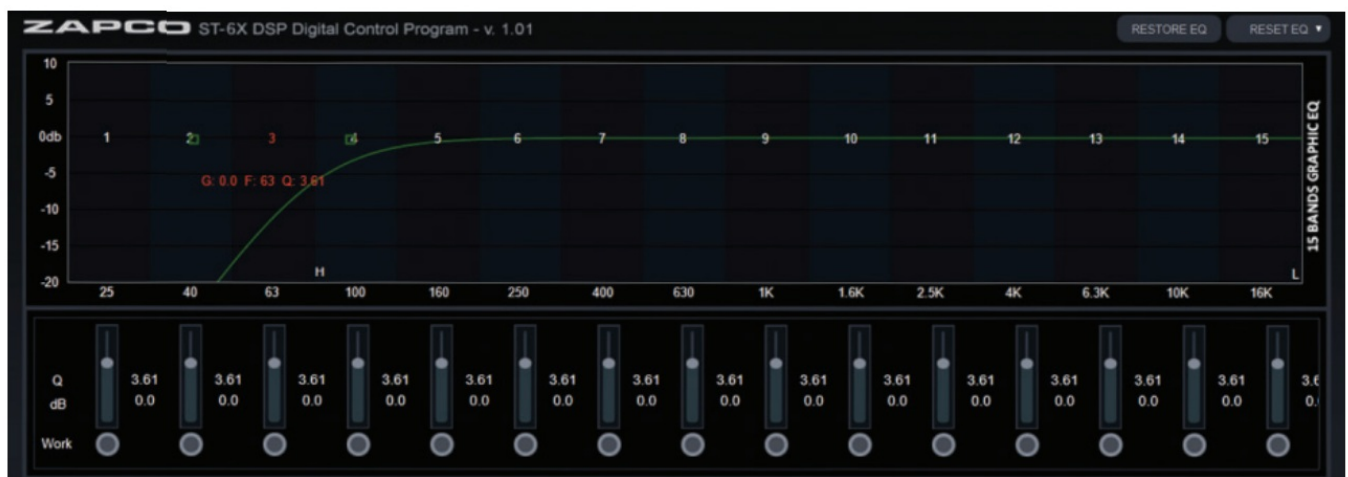 ZAPCO ST-6X DSP Digital Control Program - v. 1.01 RESTORE EQ RESET EQ
10
5
0db 1 2 3 4 5 6 7 8 9 10 11 12 13 14 15
-5 G: 0.0 F: 63 Q: 3.61
-10
-15
H L
-20
25 40 63 100 160 250 400 630 1K 1.6K 2.5K 4K 6.3K 10K 16K
15 BANDS GRAPHIC EQ
Q 3.61 3.61 3.61 3.61 3.61 3.61 3.61 3.61 3.61 3.61 3.61 3.61 3.61 3.61 3.6
dB 0.0 0.0 0.0 0.0 0.0 0.0 0.0 0.0 0.0 0.0 0.0 0.0 0.0 0.0 0.
Work